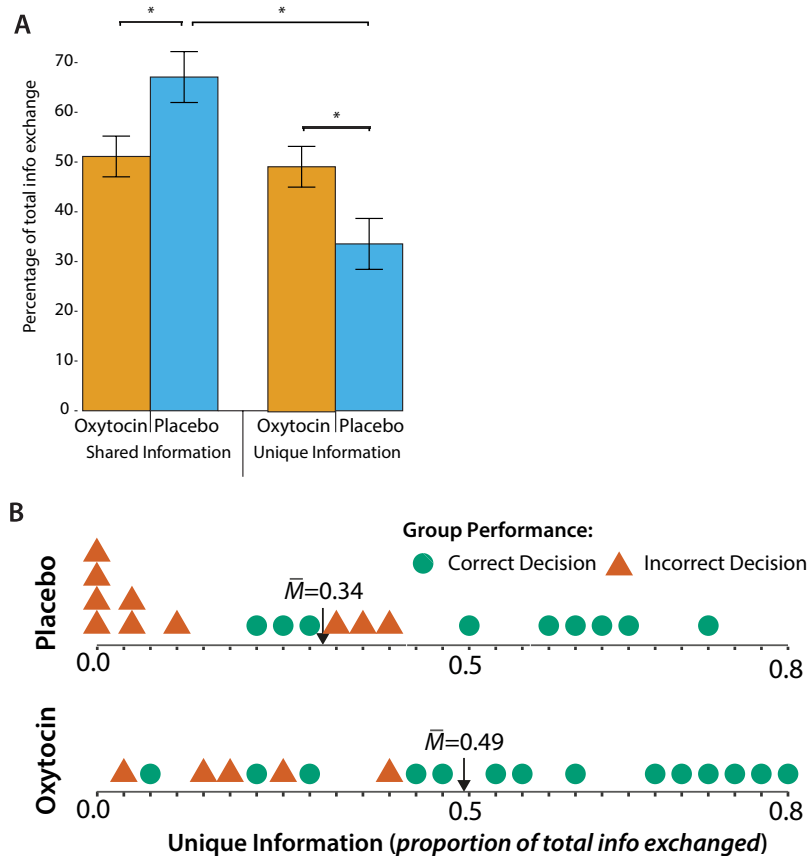 A
*
*
*
Percentage of total info exchange
70-
60-
50-
40-
30-
20-
10-
0-
Oxytocin Placebo
Oxytocin Placebo
Shared Information
Unique Information
B
Group Performance:
Correct Decision
Incorrect Decision
Placebo
M̅=0.34
0.0
0.5
0.8
Oxytocin
M̅=0.49
0.0
0.5
0.8
Unique Information (proportion of total info exchanged)